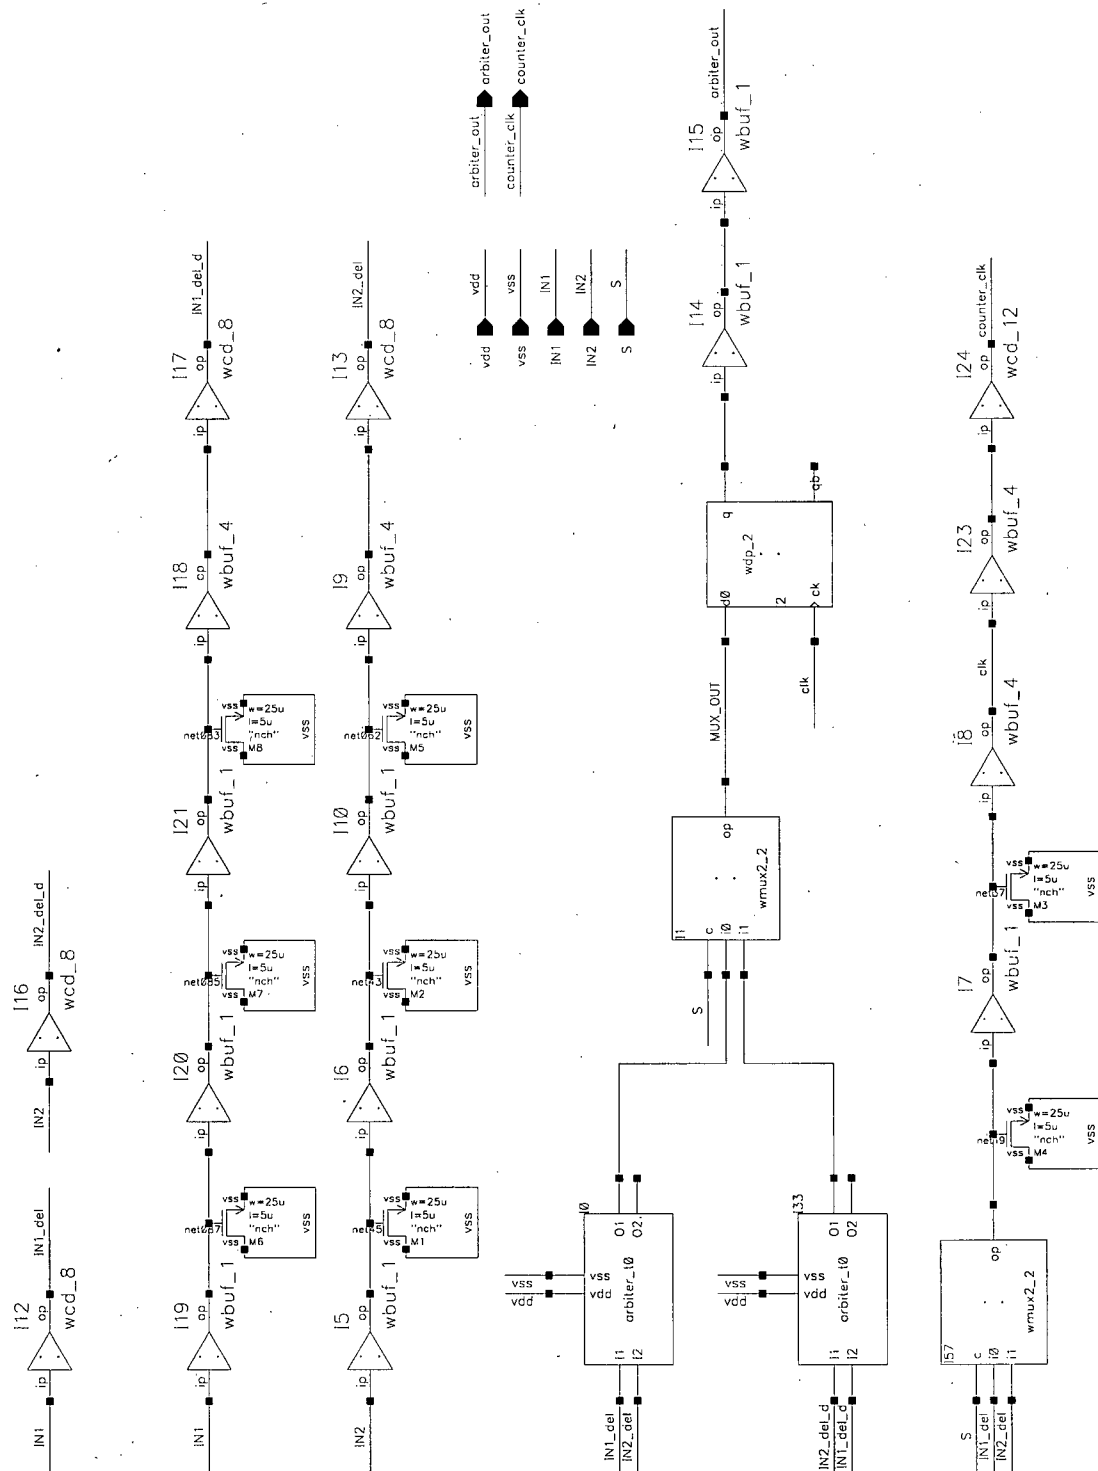 IN1
ip
I12
op
wcd_8
IN1_del
IN2
ip
I16
op
wcd_8
IN2_del_d
IN1
ip
I19
op
wbuf_1
vss
vss
w=25u
l=5u
"nch"
M6
vss
ip
I20
op
wbuf_1
vss
vss
w=25u
l=5u
"nch"
M7
vss
ip
I21
op
wbuf_1
vss
vss
w=25u
l=5u
"nch"
M8
vss
ip
I18
op
wbuf_4
ip
I17
op
wcd_8
IN1_del_d
IN2
ip
I5
op
wbuf_1
vss
vss
w=25u
l=5u
"nch"
M1
vss
ip
I6
op
wbuf_1
net43
vss
vss
w=25u
l=5u
"nch"
M2
vss
ip
I10
op
wbuf_1
vss
vss
w=25u
l=5u
"nch"
M5
vss
ip
I9
op
wbuf_4
ip
I13
op
wcd_8
IN2_del
vdd
vdd
vss
vss
IN1
IN1
IN2
IN2
S
S
arbiter_out
arbiter_out
counter_clk
counter_clk
IN1_del
IN2_del
I1
I2
vss
vdd
vss
vdd
arbiter_t0
I0
O1
O2
IN2_del_d
IN1_del_d
I1
I2
vss
vdd
vss
vdd
arbiter_t0
I33
O1
O2
S
I1
c
i0
i1
wmux2_2
op
MUX_OUT
clk
d0
ck
2
wdp_2
q
qb
ip
I14
op
wbuf_1
ip
I15
op
wbuf_1
arbiter_out
S
IN1_del
IN2_del
I57
c
i0
i1
wmux2_2
op
vss
vss
w=25u
l=5u
"nch"
M4
vss
ip
I7
op
wbuf_1
vss
vss
w=25u
l=5u
"nch"
M3
vss
ip
I8
op
wbuf_4
clk
ip
I23
op
wbuf_4
ip
I24
op
wcd_12
counter_clk